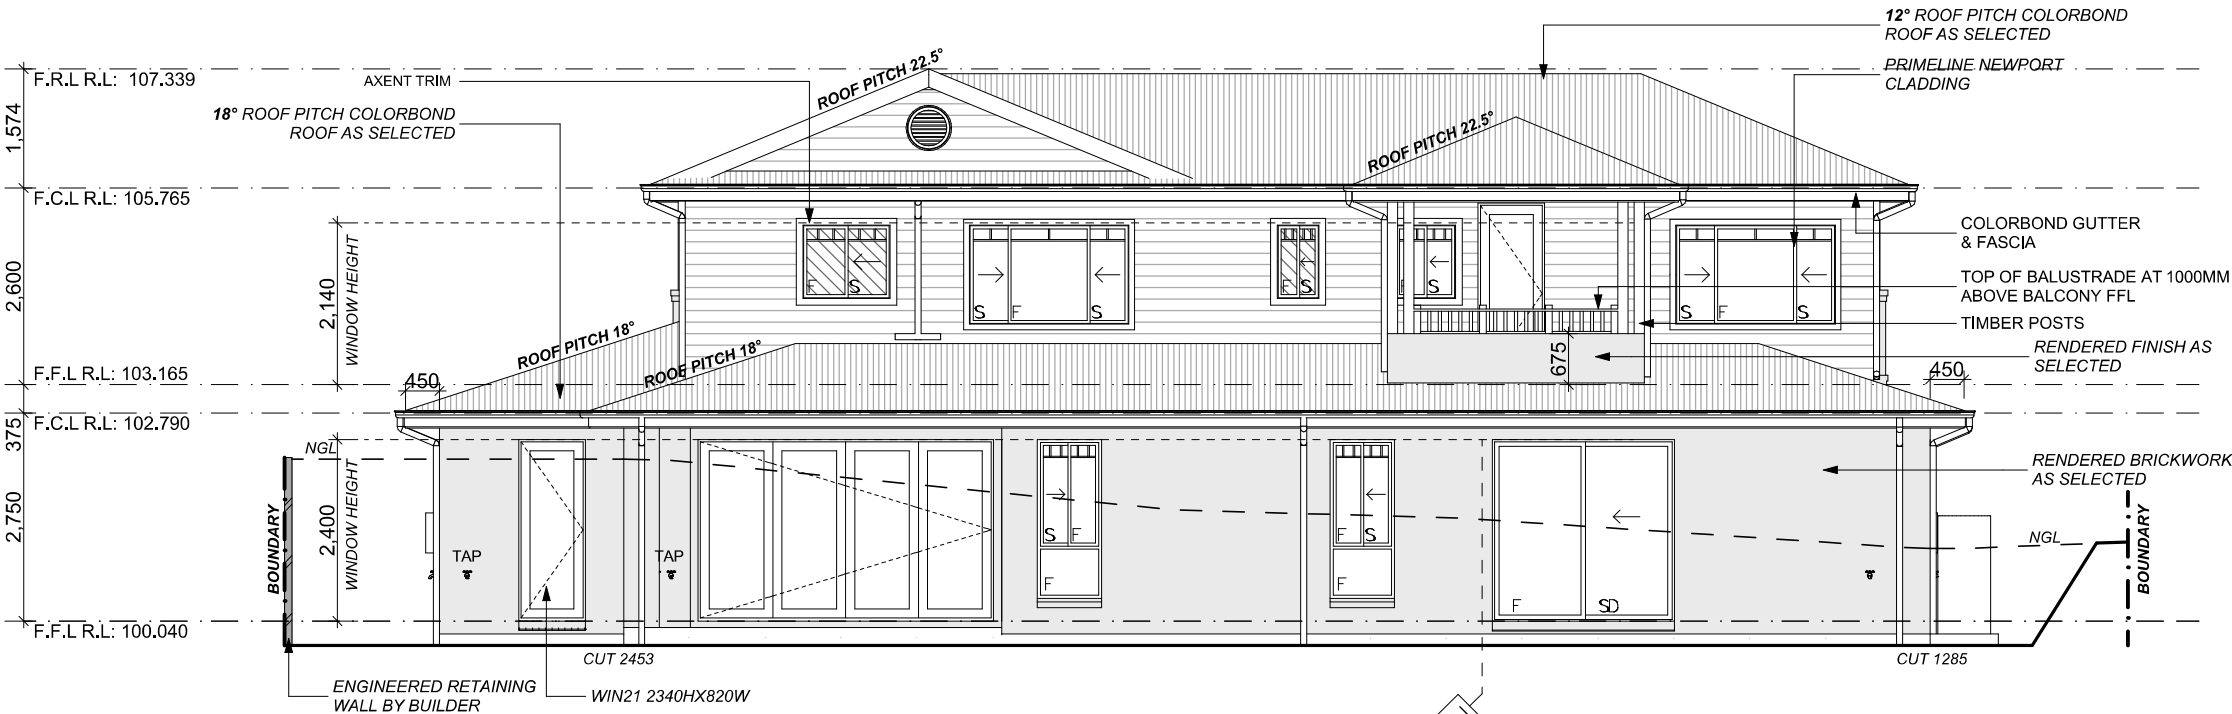 12° ROOF PITCH COLORBOND
ROOF AS SELECTED
PRIMELINE NEWPORT
CLADDING
F.R.L R.L: 107.339
AXENT TRIM
ROOF PITCH 22.5°
18° ROOF PITCH COLORBOND
ROOF AS SELECTED
1,574
ROOF PITCH 22.5°
F.C.L R.L: 105.765
COLORBOND GUTTER
& FASCIA
2,600
2,140
WINDOW HEIGHT
F S
S F S
F S
F S
S F S
TOP OF BALUSTRADE AT 1000MM
ABOVE BALCONY FFL
TIMBER POSTS
ROOF PITCH 18°
ROOF PITCH 18°
675
RENDERED FINISH AS
SELECTED
F.F.L R.L: 103.165
450
450
375
F.C.L R.L: 102.790
NGL
RENDERED BRICKWORK
AS SELECTED
2,750
2,400
WINDOW HEIGHT
BOUNDARY
TAP
TAP
S F
F
F S
F
F SD
NGL
BOUNDARY
F.F.L R.L: 100.040
CUT 2453
CUT 1285
ENGINEERED RETAINING
WALL BY BUILDER
WIN21 2340HX820W